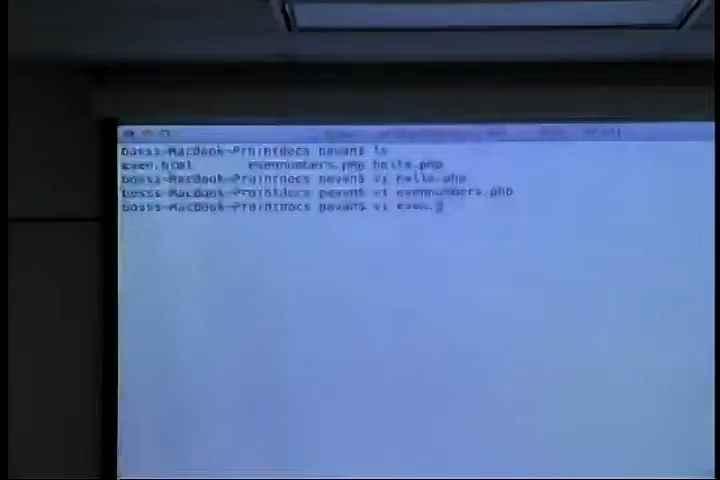 bosss-MacBook-Pro:htdocs pavan$ ls
even.html evennumbers.php hello.php
bosss-MacBook-Pro:htdocs pavan$ vi hello.php
bosss-MacBook-Pro:htdocs pavan$ vi evennumbers.php
bosss-MacBook-Pro:htdocs pavan$ vi even.